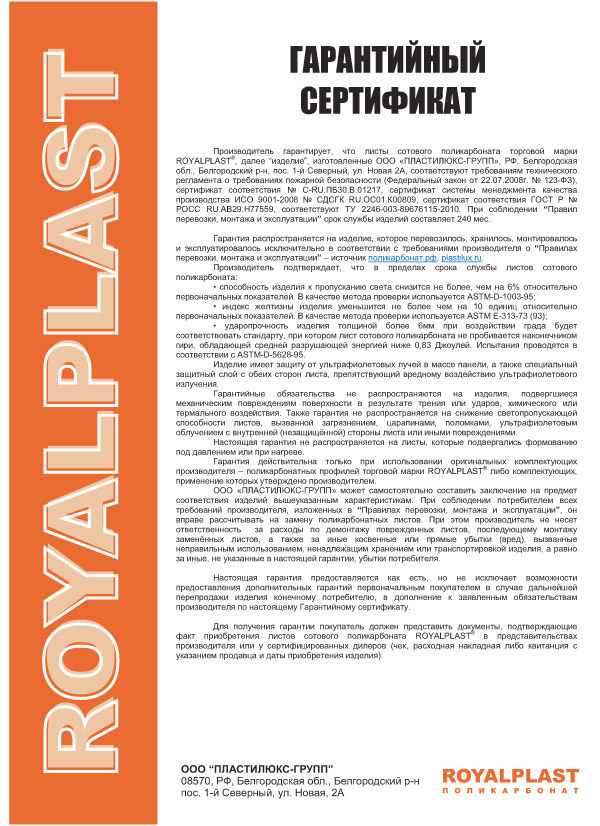 ROYALPLAST
ГАРАНТИЙНЫЙ
СЕРТИФИКАТ
Производитель гарантирует, что листы сотового поликарбоната торговой марки
ROYALPLAST®, далее “изделие”, изготовленные ООО «ПЛАСТИЛЮКС-ГРУПП», РФ, Белгородская
обл., Белгородский р-н, пос. 1-й Северный, ул. Новая 2А, соответствуют требованиям технического
регламента о требованиях пожарной безопасности (Федеральный закон от 22.07.2008г. № 123-ФЗ),
сертификат соответствия № C-RU.ПБ30.В.01217, сертификат системы менеджмента качества
производства ИСО 9001-2008 № СДСГК RU.ОС01.К00809, сертификат соответствия ГОСТ Р №
РОСС RU.АВ29.Н77559, соответствуют ТУ 2246-003-89676115-2010. При соблюдении “Правил
перевозки, монтажа и эксплуатации” срок службы изделий составляет 240 мес.
Гарантия распространяется на изделие, которое перевозилось, хранилось, монтировалось
и эксплуатировалось исключительно в соответствии с требованиями производителя о “Правилах
перевозки, монтажа и эксплуатации” – источник поликарбонат.рф, plastilux.ru.
Производитель подтверждает, что в пределах срока службы листов сотового
поликарбоната:
• способность изделия к пропусканию света снизится не более, чем на 6% относительно
первоначальных показателей. В качестве метода проверки используется ASTM-D-1003-95;
• индекс желтизны изделия уменьшится не более чем на 10 единиц относительно
первоначальных показателей. В качестве метода проверки используется ASTM E-313-73 (93);
• ударопрочность изделия толщиной более 6мм при воздействии града будет
соответствовать стандарту, при котором лист сотового поликарбоната не пробивается наконечником
гири, обладающей средней разрушающей энергией ниже 0,83 Джоулей. Испытания проводятся в
соответствии с ASTM-D-5628-95.
Изделие имеет защиту от ультрафиолетовых лучей в массе панели, а также специальный
защитный слой с обеих сторон листа, препятствующий вредному воздействию ультрафиолетового
излучения.
Гарантийные обязательства не распространяются на изделия, подвергшиеся
механическим повреждениям поверхности в результате трения или ударов, химического или
термального воздействия. Также гарантия не распространяется на снижение светопропускающей
способности листов, вызванной загрязнением, царапинами, поломками, ультрафиолетовым
облучением с внутренней (незащищённой) стороны листа или иными повреждениями.
Настоящая гарантия не распространяется на листы, которые подвергались формованию
под давлением или при нагреве.
Гарантия действительна только при использовании оригинальных комплектующих
производителя – поликарбонатных профилей торговой марки ROYALPLAST® либо комплектующих,
применение которых утверждено производителем.
ООО «ПЛАСТИЛЮКС-ГРУПП» может самостоятельно составить заключение на предмет
соответствия изделий вышеуказанным характеристикам. При соблюдении потребителем всех
требований производителя, изложенных в “Правилах перевозки, монтажа и эксплуатации”, он
вправе рассчитывать на замену поликарбонатных листов. При этом производитель не несет
ответственность за расходы по демонтажу поврежденных листов, последующему монтажу
заменённых листов, а также за иные косвенные или прямые убытки (вред), вызванные
неправильным использованием, ненадлежащим хранением или транспортировкой изделия, а равно
за иные, не указанные в настоящей гарантии, убытки потребителя.
Настоящая гарантия предоставляется как есть, но не исключает возможности
предоставления дополнительных гарантий первоначальным покупателем в случае дальнейшей
перепродажи изделия конечному потребителю, в дополнение к заявленным обязательствам
производителя по настоящему Гарантийному сертификату.
Для получения гарантии покупатель должен представить документы, подтверждающие
факт приобретения листов сотового поликарбоната ROYALPLAST® в представительствах
производителя или у сертифицированных дилеров (чек, расходная накладная либо квитанция с
указанием продавца и даты приобретения изделия).
ООО “ПЛАСТИЛЮКС-ГРУПП”
08570, РФ, Белгородская обл., Белгородский р-н
пос. 1-й Северный, ул. Новая, 2А
ROYALPLAST
ПОЛИКАРБОНАТ